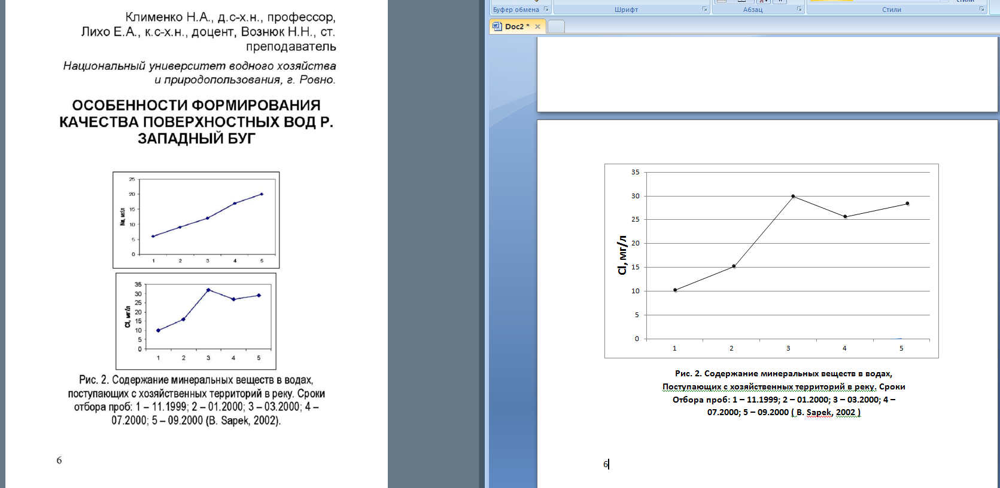 Клименко Н.А., д.с-х.н., профессор,
Лихо Е.А., к.с-х.н., доцент, Вознюк Н.Н., ст.
преподаватель
Национальный университет водного хозяйства
и природопользования, г. Ровно.
ОСОБЕННОСТИ ФОРМИРОВАНИЯ
КАЧЕСТВА ПОВЕРХНОСТНЫХ ВОД Р.
ЗАПАДНЫЙ БУГ
25
20
15
10
5
0
Na, мг/л
1 2 3 4 5
35
30
25
20
15
10
5
0
Cl, мг/л
1 2 3 4 5
Рис. 2. Содержание минеральных веществ в водах,
поступающих с хозяйственных территорий в реку. Сроки
отбора проб: 1 – 11.1999; 2 – 01.2000; 3 – 03.2000; 4 –
07.2000; 5 – 09.2000 (B. Sapek, 2002).
6
Буфер обмена Шрифт Абзац Стили
Doc2 *
35
30
25
20
15
10
5
0
Cl, мг/л
1 2 3 4 5
Рис. 2. Содержание минеральных веществ в водах,
Поступающих с хозяйственных территорий в реку. Сроки
Отбора проб: 1 – 11.1999; 2 – 01.2000; 3 – 03.2000; 4 –
07.2000; 5 – 09.2000 ( B. Sapek, 2002 )
6